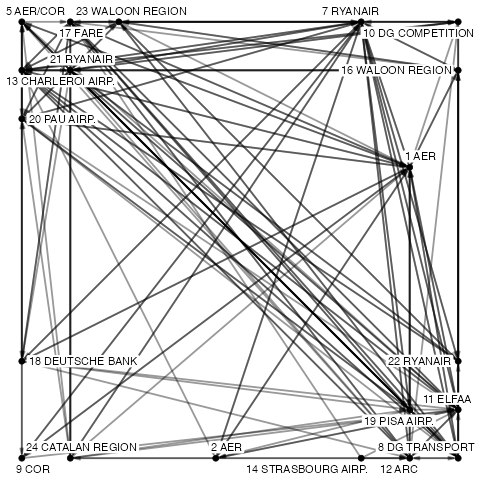 5 AER/COR 23 WALOON REGION 7 RYANAIR
17 FARE 10 DG COMPETITION
21 RYANAIR
13 CHARLEROI AIRP. 16 WALOON REGION
20 PAU AIRP.
1 AER
18 DEUTSCHE BANK 22 RYANAIR
11 ELFAA
19 PISA AIRP.
24 CATALAN REGION 2 AER 8 DG TRANSPORT
9 COR 14 STRASBOURG AIRP. 12 ARC